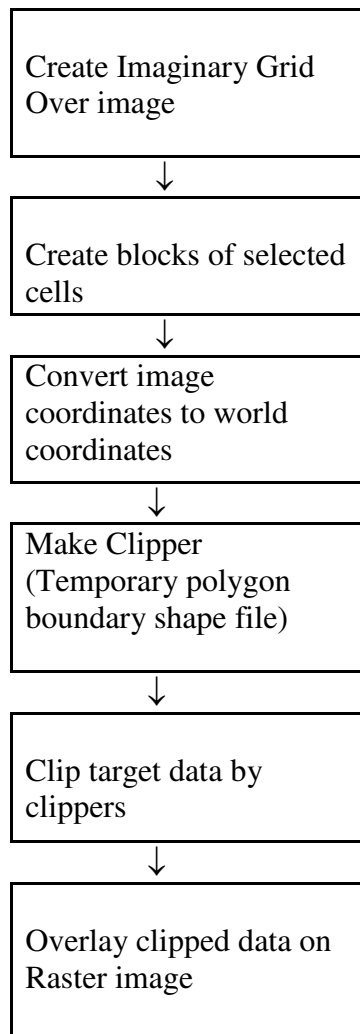 Create Imaginary Grid
Over image
↓
Create blocks of selected
cells
↓
Convert image
coordinates to world
coordinates
↓
Make Clipper
(Temporary polygon
boundary shape file)
↓
Clip target data by
clippers
↓
Overlay clipped data on
Raster image